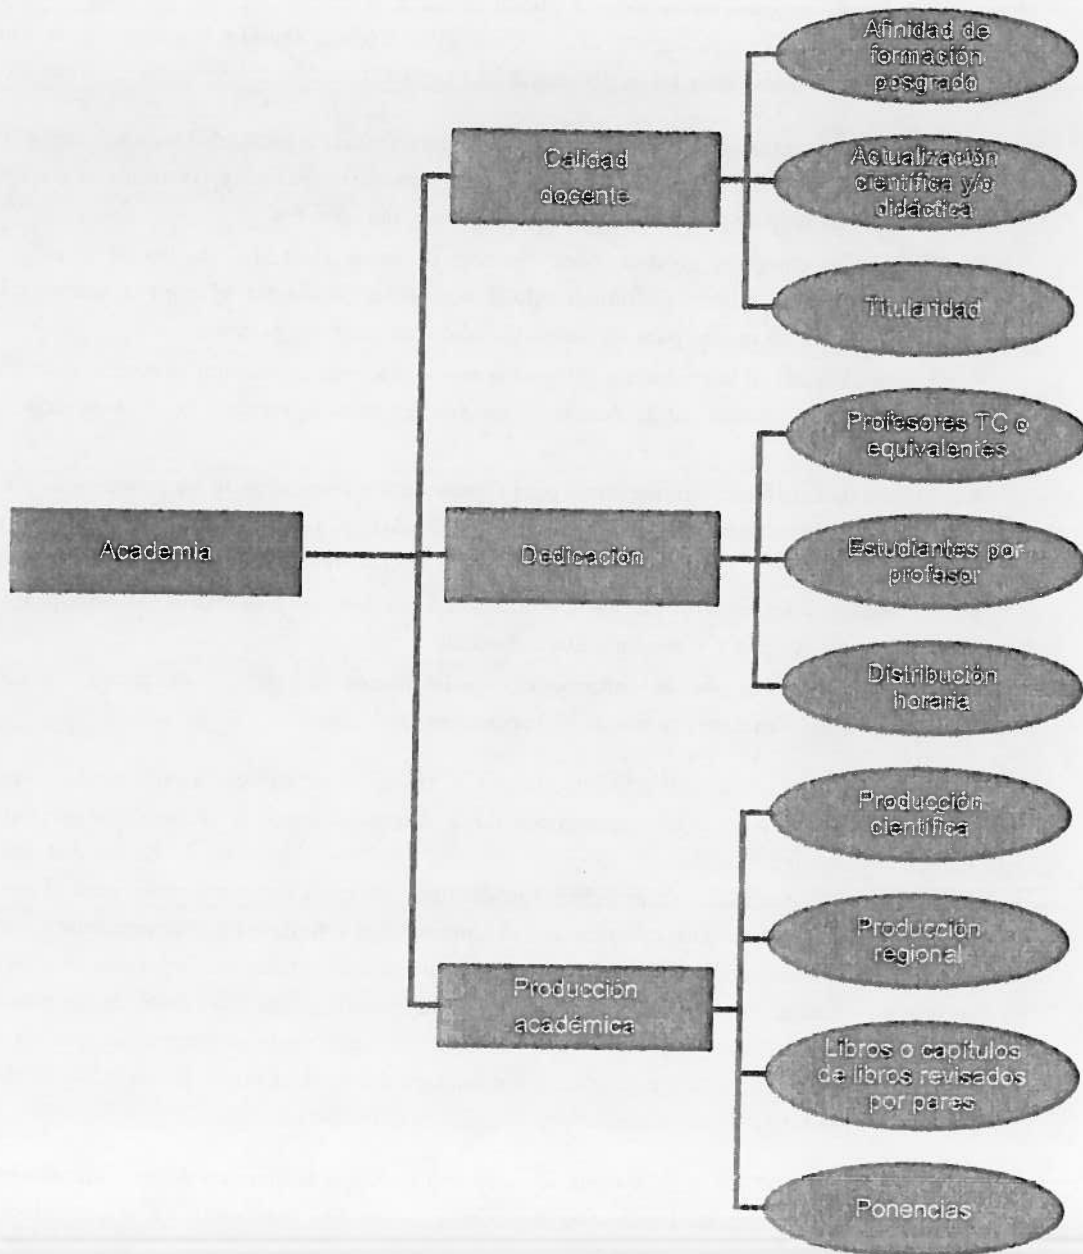 Academia
Calidad
docente
Afinidad de
formación
posgrado
Actualización
científica y/o
didáctica
Titularidad
Dedicación
Profesores TC o
equivalentes
Estudiantes por
profesor
Distribución
horaria
Producción
académica
Producción
científica
Producción
regional
Libros o capítulos
de libros revisados
por pares
Ponencias